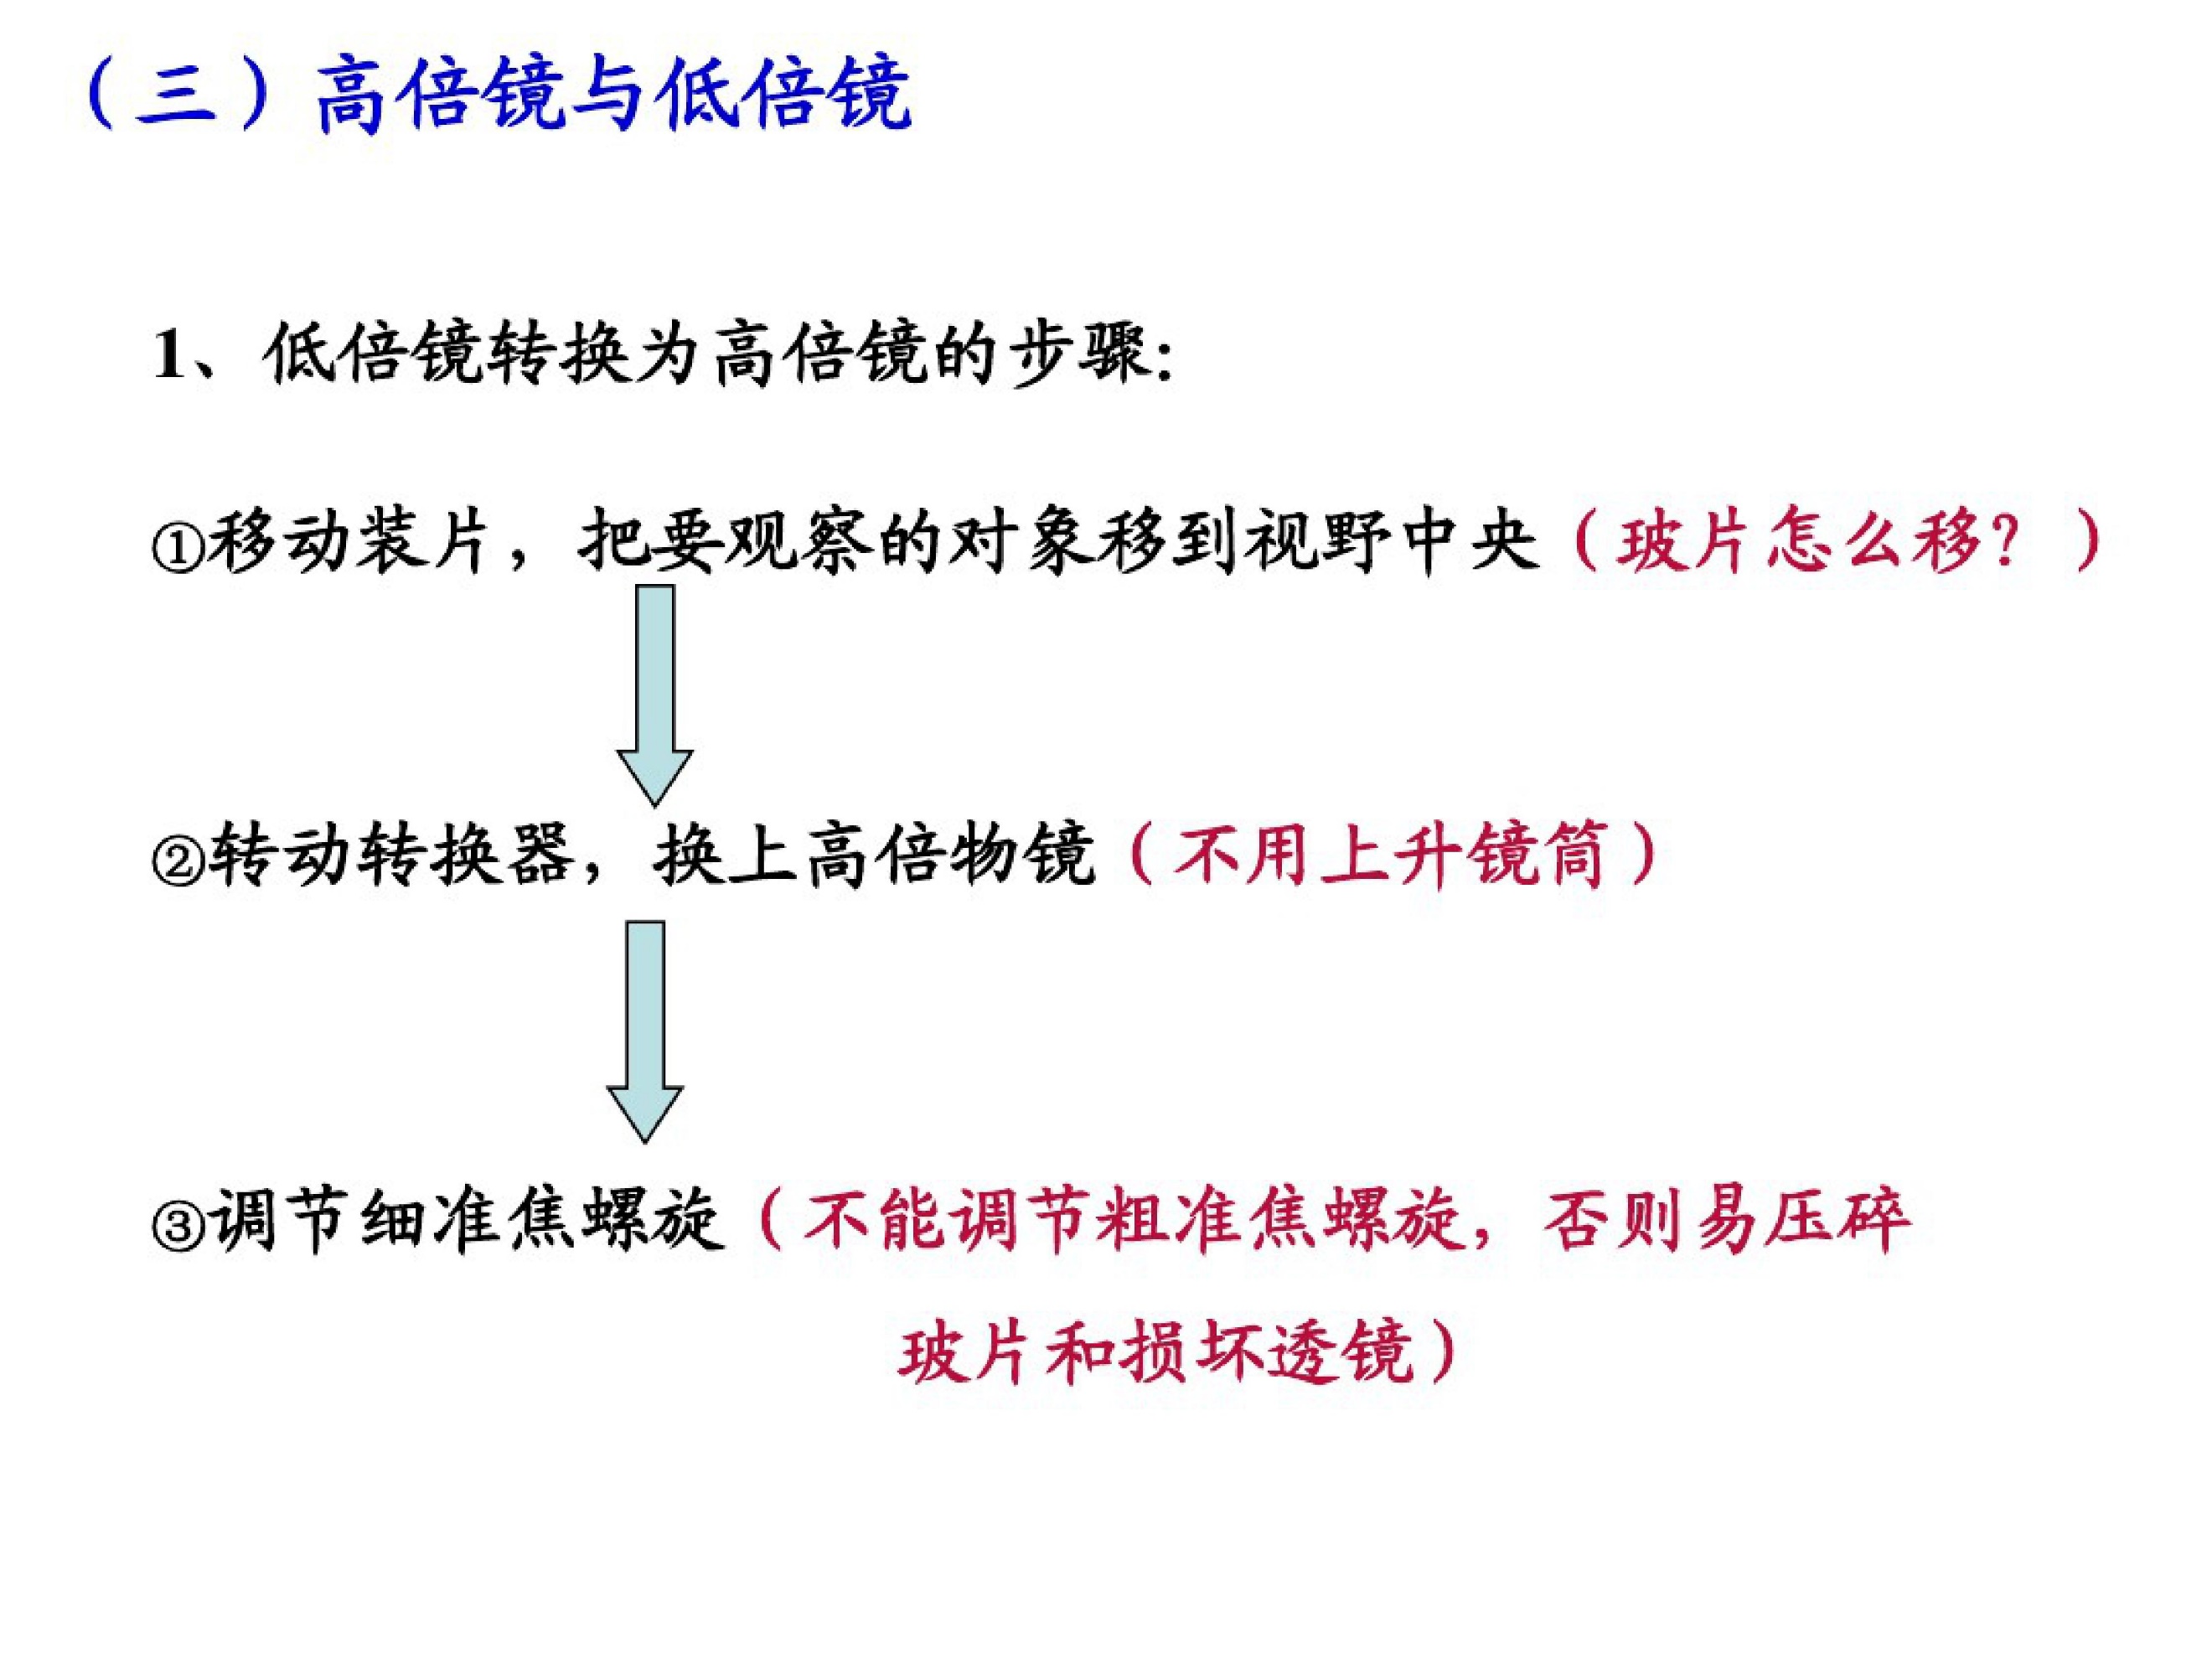 （三）高倍镜与低倍镜
1、低倍镜转换为高倍镜的步骤:
①移动装片，把要观察的对象移到视野中央（玻片怎么移？）
②转动转换器，换上高倍物镜（不用上升镜筒）
③调节细准焦螺旋（不能调节粗准焦螺旋，否则易压碎
玻片和损坏透镜）